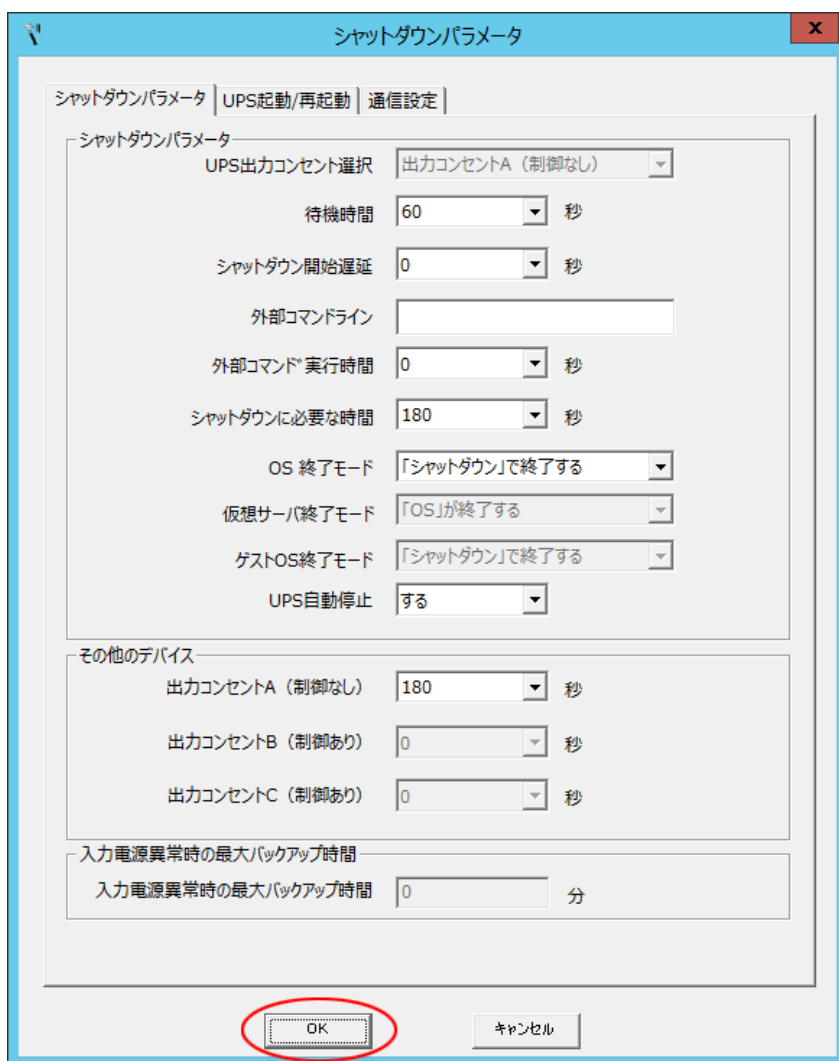 シャットダウンパラメータ
x
シャットダウンパラメータ UPS起動/再起動 通信設定
シャットダウンパラメータ
UPS出力コンセント選択 出力コンセントA（制御なし）
待機時間 60 秒
シャットダウン開始遅延 0 秒
外部コマンドライン
外部コマンド実行時間 0 秒
シャットダウンに必要な時間 180 秒
OS 終了モード 「シャットダウン」で終了する
仮想サーバ終了モード 「OS」が終了する
ゲストOS終了モード 「シャットダウン」で終了する
UPS自動停止 する
その他のデバイス
出力コンセントA（制御なし） 180 秒
出力コンセントB（制御あり） 0 秒
出力コンセントC（制御あり） 0 秒
入力電源異常時の最大バックアップ時間
入力電源異常時の最大バックアップ時間 0 分
OK キャンセル